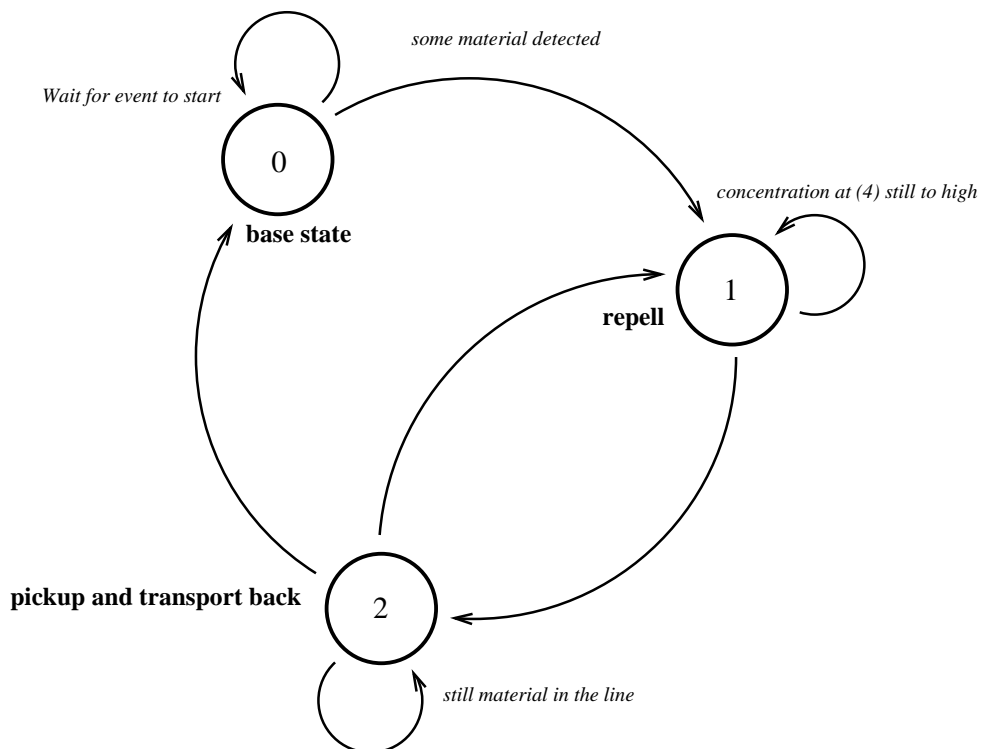 some material detected
Wait for event to start
0
base state
concentration at (4) still to high
1
repell
pickup and transport back
2
still material in the line